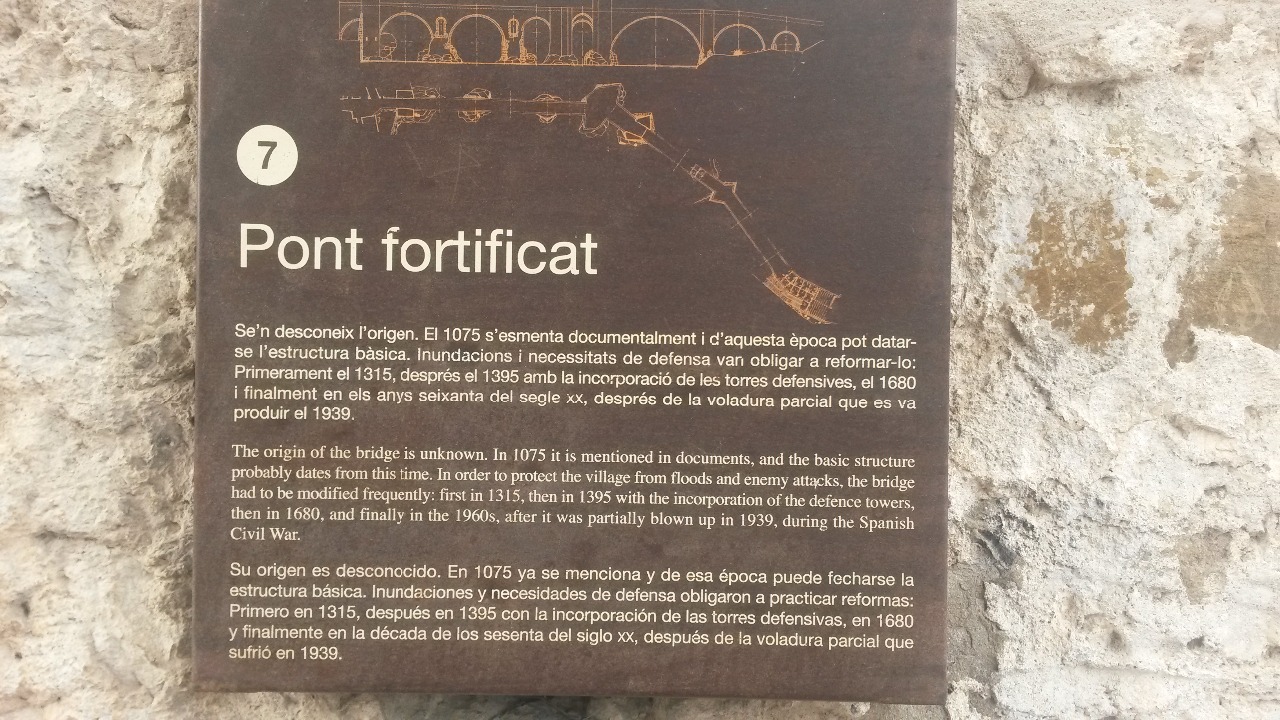 7
Pont fortificat
Se'n desconeix l'origen. El 1075 s'esmenta documentalment i d'aquesta època pot datar-
se l'estructura bàsica. Inundacions i necessitats de defensa van obligar a reformar-lo:
Primerament el 1315, després el 1395 amb la incorporació de les torres defensives, el 1680
i finalment en els anys seixanta del segle xx, després de la voladura parcial que es va
produir el 1939.
The origin of the bridge is unknown. In 1075 it is mentioned in documents, and the basic structure
probably dates from this time. In order to protect the village from floods and enemy attacks, the bridge
had to be modified frequently: first in 1315, then in 1395 with the incorporation of the defence towers,
then in 1680, and finally in the 1960s, after it was partially blown up in 1939, during the Spanish
Civil War.
Su origen es desconocido. En 1075 ya se menciona y de esa época puede fecharse la
estructura básica. Inundaciones y necesidades de defensa obligaron a practicar reformas:
Primero en 1315, después en 1395 con la incorporación de las torres defensivas, en 1680
y finalmente en la década de los sesenta del siglo xx, después de la voladura parcial que
sufrió en 1939.